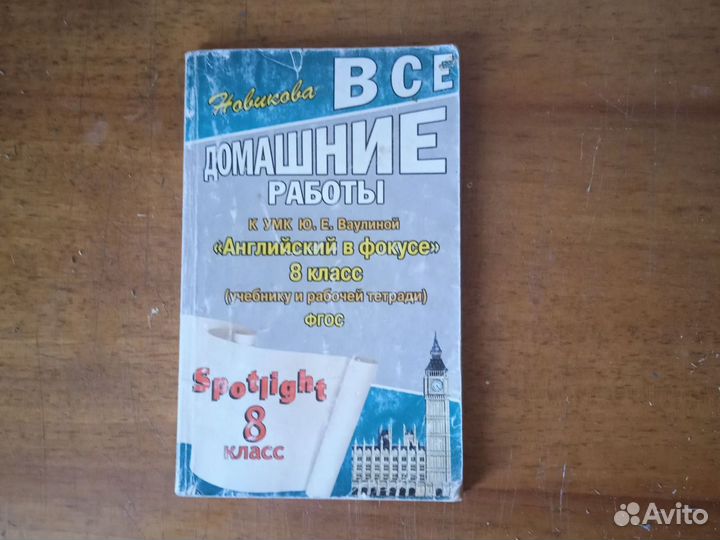 Новикова
ВСЕ
ДОМАШНИЕ
РАБОТЫ
К УМК Ю. Е. Ваулиной
«Английский в фокусе»
8 класс
(учебнику и рабочей тетради)
ФГОС
Spotlight
8
класс
Avito